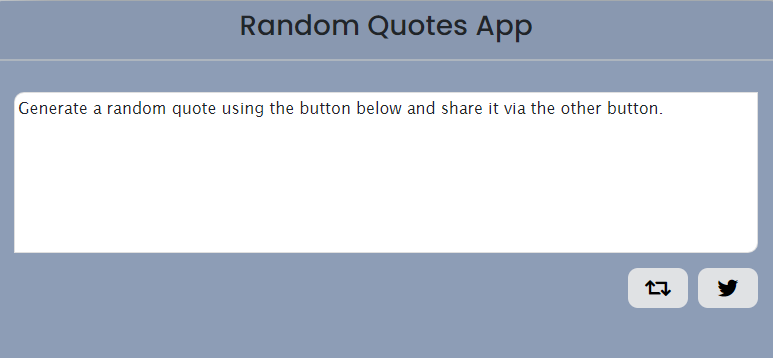 Random Quotes App
Generate a random quote using the button below and share it via the other button.